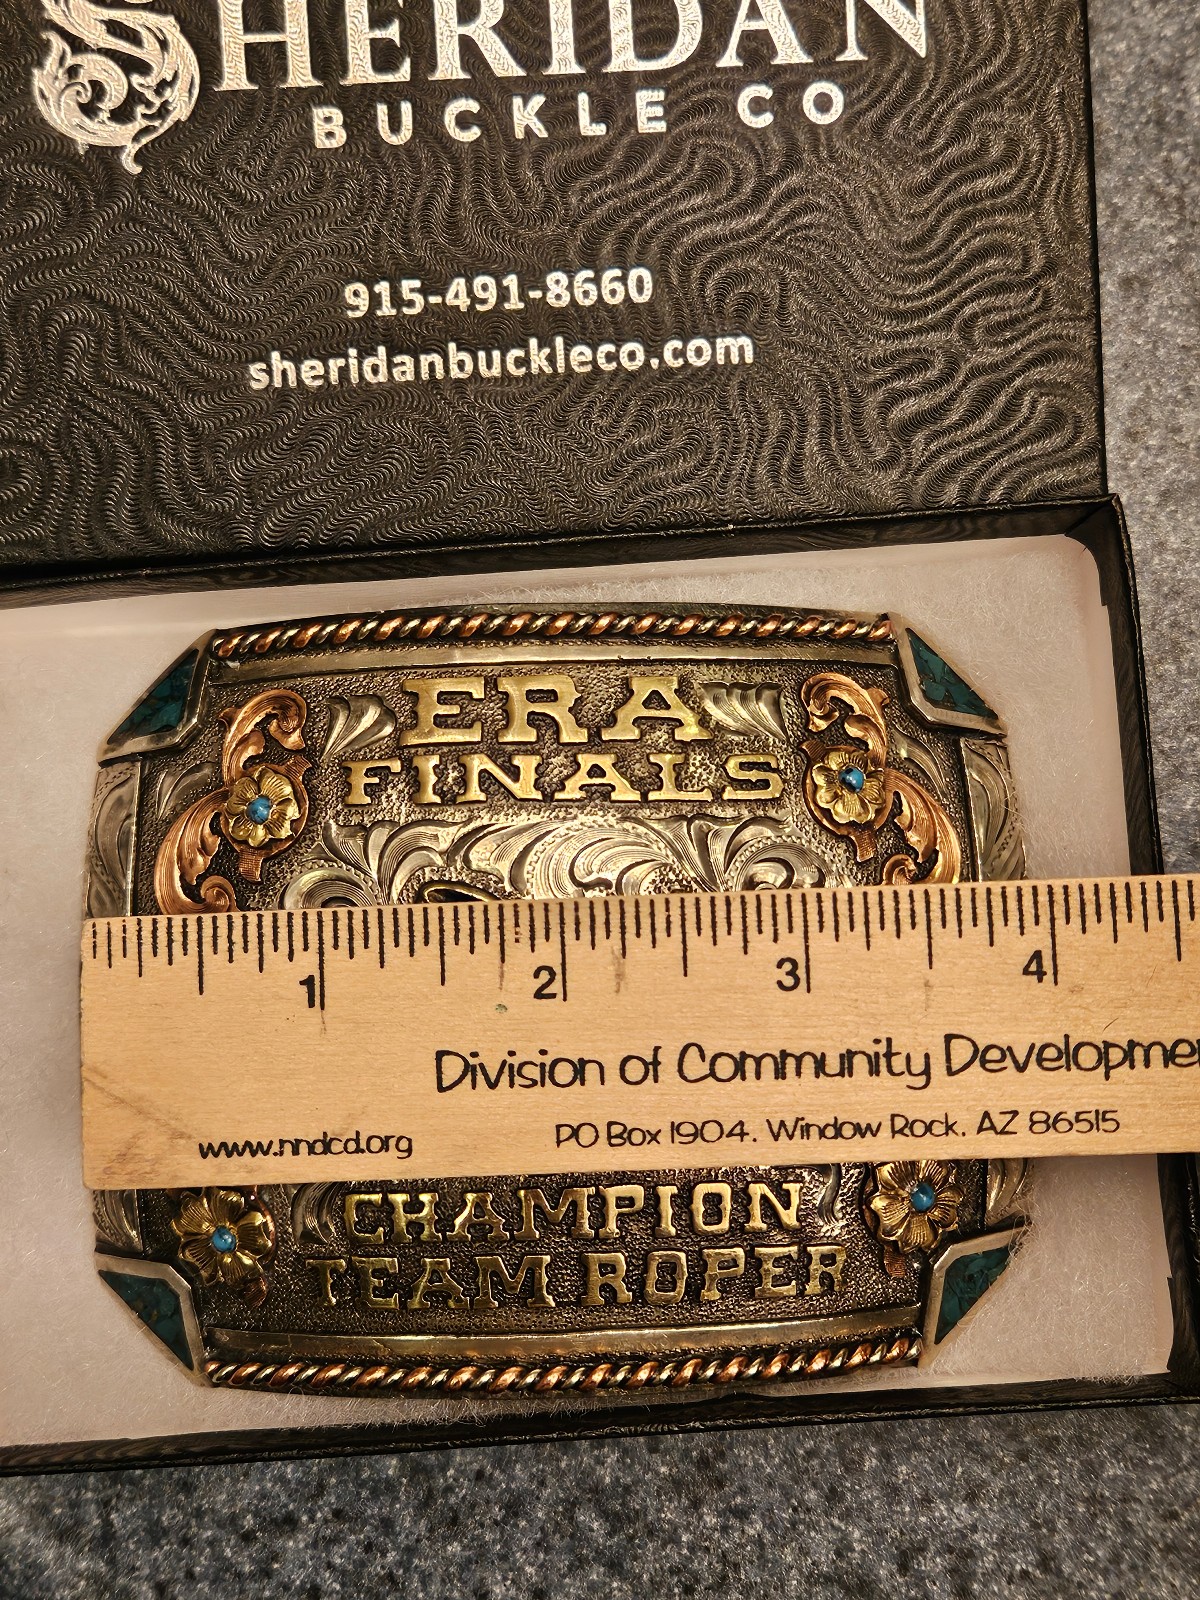 SHERIDAN
BUCKLE CO
915-491-8660
sheridanbuckleco.com
ERA
FINALS
1 2 3 4
Division of Community Developme
www.nndcd.org
PO Box 1904. Window Rock, AZ 86515
CHAMPION
TEAM ROPER